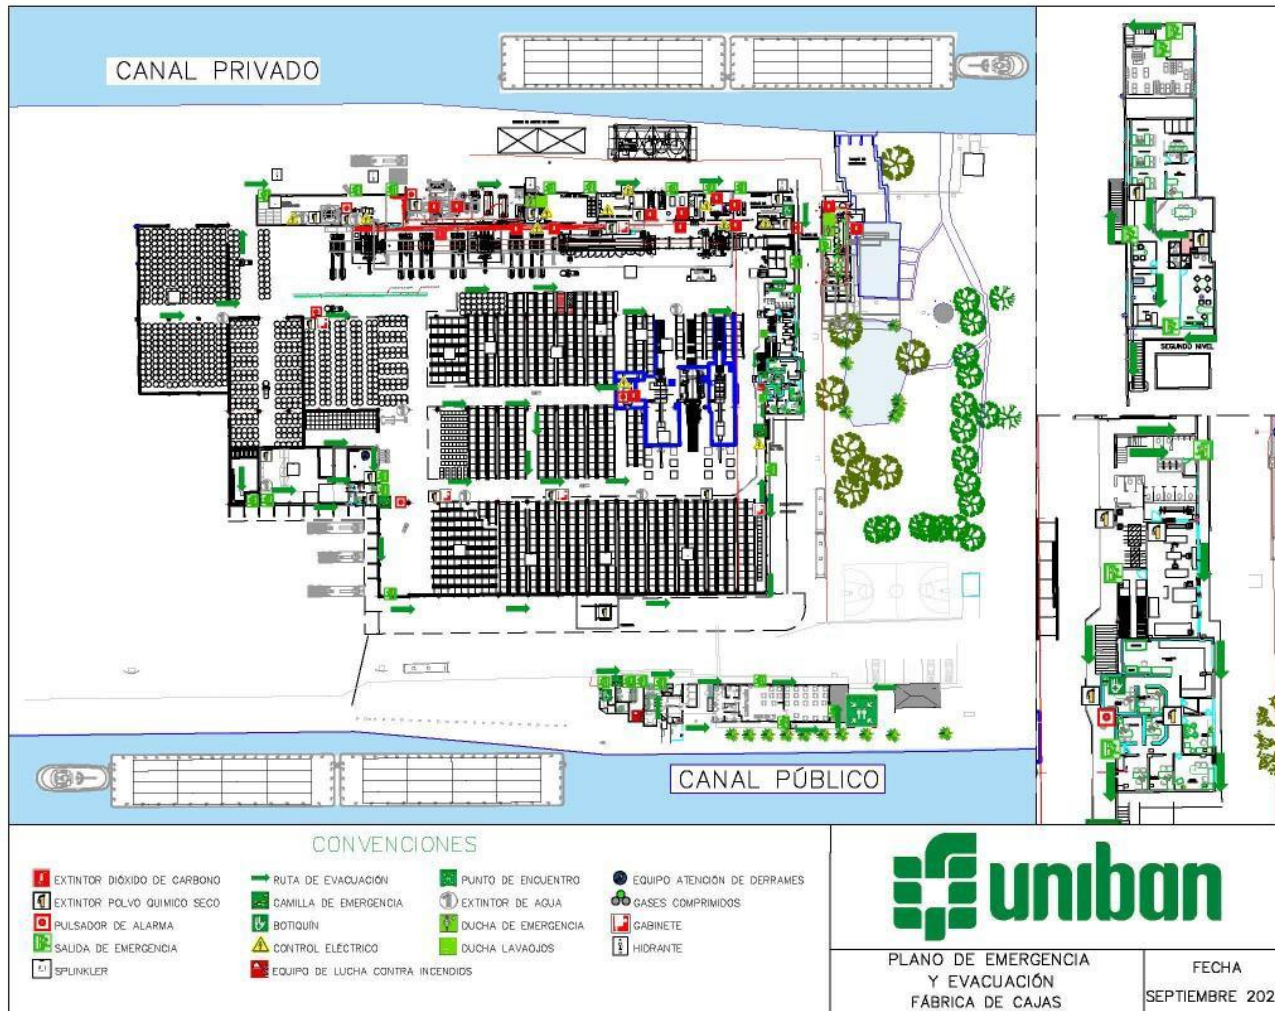 CANAL PRIVADO
SEGUNDO NIVEL
CANAL PÚBLICO
CONVENCIONES
EXTINTOR DIÓXIDO DE CARBONO
EXTINTOR POLVO QUIMICO SECO
PULSADOR DE ALARMA
SALIDA DE EMERGENCIA
SPLINKLER
RUTA DE EVACUACIÓN
CAMILLA DE EMERGENCIA
BOTIQUÍN
CONTROL ELÉCTRICO
EQUIPO DE LUCHA CONTRA INCENDIOS
PUNTO DE ENCUENTRO
EXTINTOR DE AGUA
DUCHA DE EMERGENCIA
DUCHA LAVAOJOS
EQUIPO ATENCIÓN DE DERRAMES
GASES COMPRIMIDOS
GABINETE
HIDRANTE
uniban
PLANO DE EMERGENCIA
Y EVACUACIÓN
FÁBRICA DE CAJAS
FECHA
SEPTIEMBRE 202